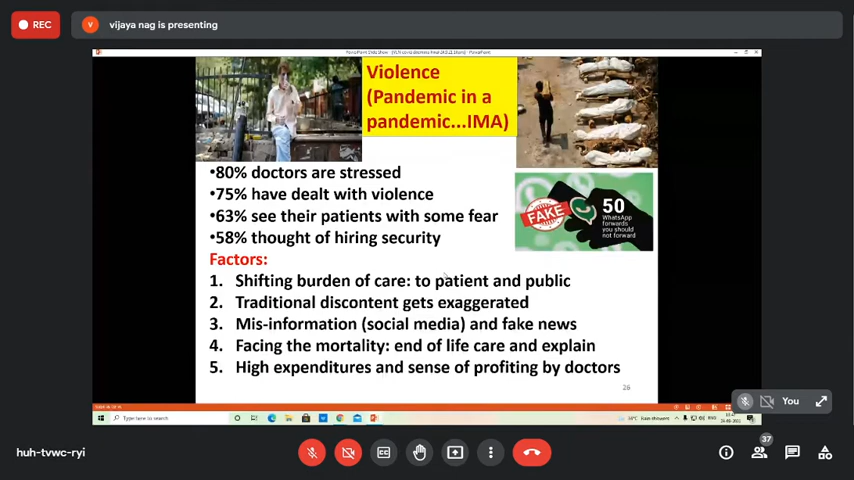 REC
V vijaya nag is presenting
Violence
(Pandemic in a
pandemic...IMA)
•80% doctors are stressed
•75% have dealt with violence
•63% see their patients with some fear
•58% thought of hiring security
FAKE
50
WhatsApp
forwards
you should
not forward
Factors:
1. Shifting burden of care: to patient and public
2. Traditional discontent gets exaggerated
3. Mis-information (social media) and fake news
4. Facing the mortality: end of life care and explain
5. High expenditures and sense of profiting by doctors
26
You
Type here to search
huh-tvwc-ryi
37